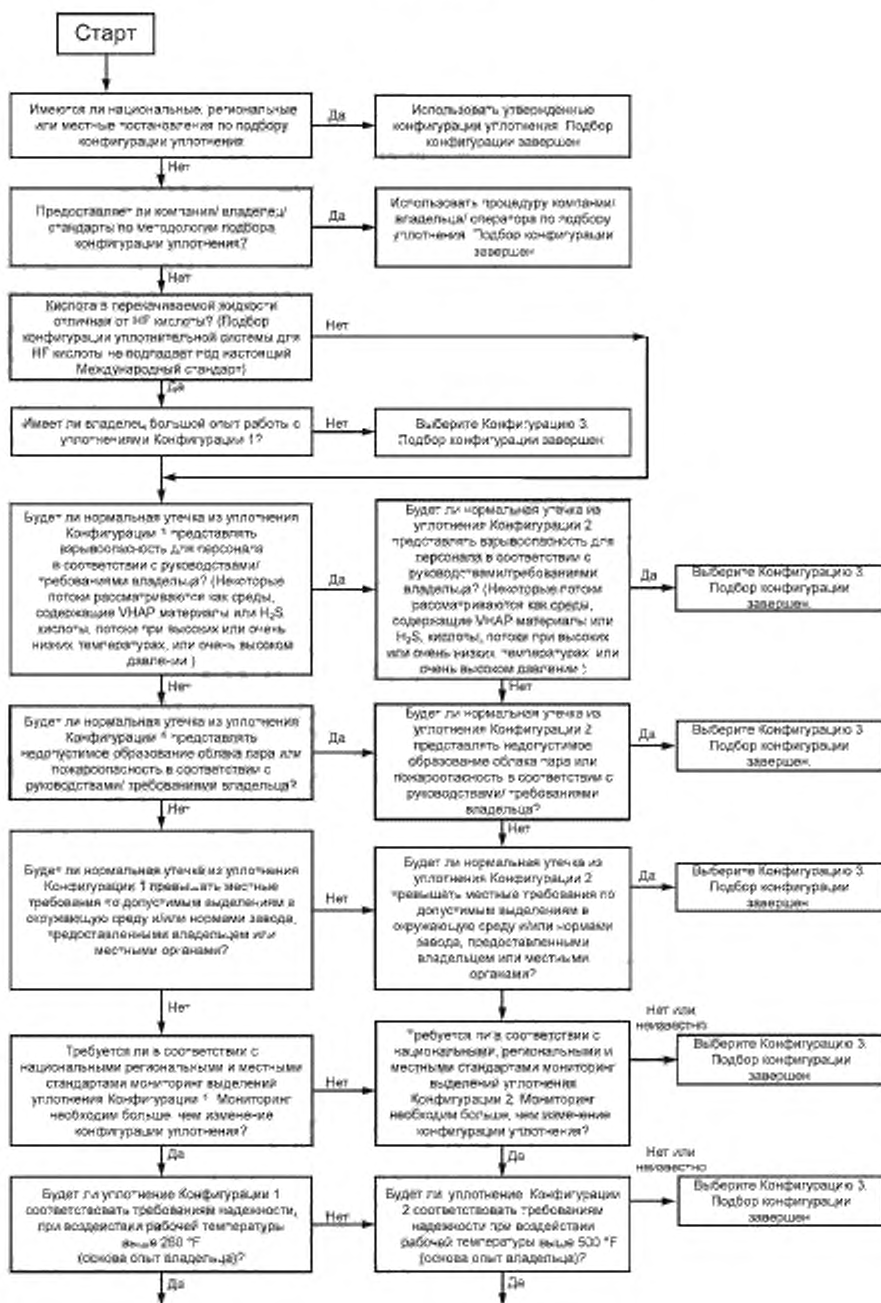 Старт
Имеются ли национальные, региональные
или местные постановления по подбору
конфигурации уплотнения
Да
Использовать утвержденные
конфигурации уплотнения Подбор
конфигурации завершен
Нет
Предоставляет ли компания/ владелец/
стандарты по методологии подбора
конфигурации уплотнения?
Да
Использовать процедуру компании/
владельца/ оператора по подбору
уплотнения Подбор конфигурации
завершен
Нет
Кислота в перекачиваемой жидкости
отличная от HF кислоты? (Подбор
конфигурации уплотнительной системы для
HF кислоты не подпадает под настоящий
Международный стандарт)
Нет
Да
Имеет ли владелец большой опыт работы с
уплотнениями Конфигурации 1?
Нет
Выберите Конфигурацию 3.
Подбор конфигурации завершен
Будет ли нормальная утечка из уплотнения
Конфигурации 1 представлять
взрывоопасность для персонала
в соответствии с руководствами/
требованиями владельца? (Некоторые
потоки рассматриваются как среды,
содержащие VHAP материалы или H₂S
кислоты, потоки при высоких или очень
низких температурах, или очень высоком
давлении )
Да
Будет ли нормальная утечка из
уплотнения Конфигурации 2
представлять взрывоопасность для
персонала в соответствии с
руководствами/требованиями
владельца? (Некоторые потоки
рассматриваются как среды,
содержащие VHAP материалы или
H₂S, кислоты, потоки при высоких
или очень низких температурах или
очень высоком давлении )
Да
Выберите Конфигурацию 3.
Подбор конфигурации
завершен.
Нет
Нет
Будет ли нормальная утечка из уплотнения
Конфигурации 1 представлять
недопустимое образование облака пара или
пожароопасность в соответствии с
руководствами/ требованиями владельца?
Да
Будет ли нормальная утечка из
уплотнения Конфигурации 2
представлять недопустимое
образование облака пара или
пожароопасность в соответствии с
руководствами/ требованиями
владельца?
Да
Выберите Конфигурацию 3
Подбор конфигурации
завершен.
Нет
Нет
Будет ли нормальная утечка из уплотнения
Конфигурации 1 превышать местные
требования по допустимым выделениям в
окружающую среду и/или нормами завода,
предоставленными владельцем или
местными органами?
Нет
Будет ли нормальная утечка из
уплотнения Конфигурации 2
превышать местные требования по
допустимым выделениям в
окружающую среду и/или нормами
завода, предоставленными
владельцем или местными
органами?
Да
Выберите Конфигурацию 3.
Подбор конфигурации
завершен
Нет
Нет
Требуется ли в соответствии с
национальными региональными и местными
стандартами мониторинг выделений
уплотнения Конфигурации 1 Мониторинг
необходим больше, чем изменение
конфигурации уплотнения?
Нет
Требуется ли в соответствии с
национальными, региональными и
местными стандартами мониторинг
выделений уплотнения
Конфигурации 2 Мониторинг
необходим больше, чем изменение
конфигурации уплотнения?
Нет или
неизвестно
Выберите Конфигурацию 3.
Подбор конфигурации
завершен
Да
Да
Будет ли уплотнение Конфигурации 1
соответствовать требованиям надежности,
при воздействии рабочей температуры
выше 260 °F
(основа опыт владельца)?
Нет
Будет ли уплотнение Конфигурации
2 соответствовать требованиям
надежности при воздействии
рабочей температуры выше 500 °F
(основа опыт владельца)?
Нет или
неизвестно
Выберите Конфигурацию 3.
Подбор конфигурации
завершен
Да
Да